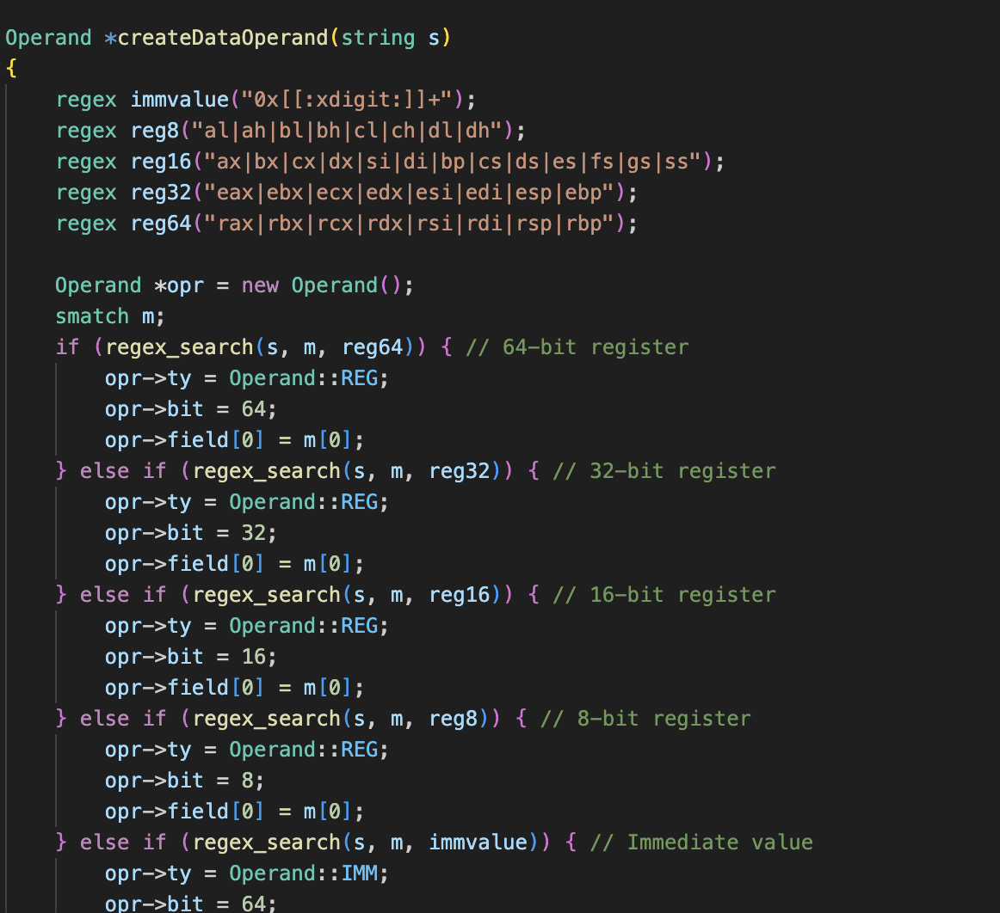 Operand *createDataOperand(string s)
{
    regex immvalue("0x[[:xdigit:]]+");
    regex reg8("al|ah|bl|bh|cl|ch|dl|dh");
    regex reg16("ax|bx|cx|dx|si|di|bp|cs|ds|es|fs|gs|ss");
    regex reg32("eax|ebx|ecx|edx|esi|edi|esp|ebp");
    regex reg64("rax|rbx|rcx|rdx|rsi|rdi|rsp|rbp");

    Operand *opr = new Operand();
    smatch m;
    if (regex_search(s, m, reg64)) { // 64-bit register
        opr->ty = Operand::REG;
        opr->bit = 64;
        opr->field[0] = m[0];
    } else if (regex_search(s, m, reg32)) { // 32-bit register
        opr->ty = Operand::REG;
        opr->bit = 32;
        opr->field[0] = m[0];
    } else if (regex_search(s, m, reg16)) { // 16-bit register
        opr->ty = Operand::REG;
        opr->bit = 16;
        opr->field[0] = m[0];
    } else if (regex_search(s, m, reg8)) { // 8-bit register
        opr->ty = Operand::REG;
        opr->bit = 8;
        opr->field[0] = m[0];
    } else if (regex_search(s, m, immvalue)) { // Immediate value
        opr->ty = Operand::IMM;
        opr->bit = 64;